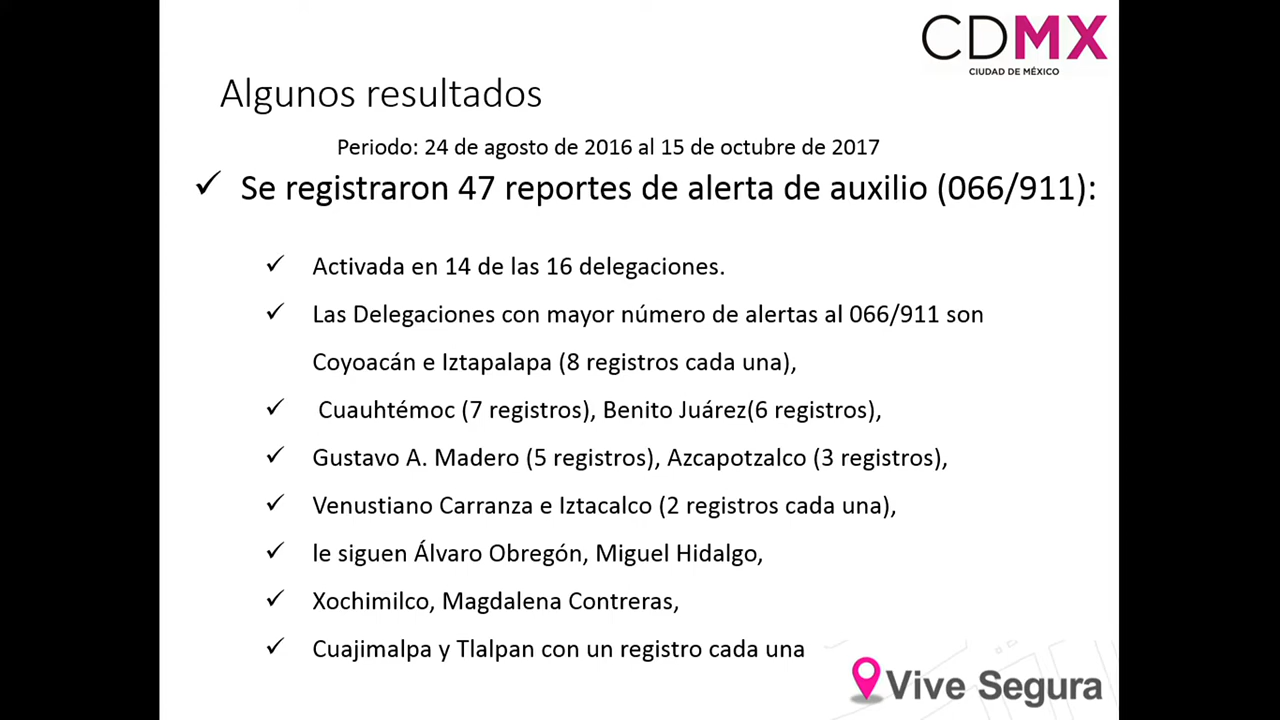 CDMX
CIUDAD DE MÉXICO
Algunos resultados
Periodo: 24 de agosto de 2016 al 15 de octubre de 2017
✓ Se registraron 47 reportes de alerta de auxilio (066/911):
✓ Activada en 14 de las 16 delegaciones.
✓ Las Delegaciones con mayor número de alertas al 066/911 son
Coyoacán e Iztapalapa (8 registros cada una),
✓ Cuauhtémoc (7 registros), Benito Juárez(6 registros),
✓ Gustavo A. Madero (5 registros), Azcapotzalco (3 registros),
✓ Venustiano Carranza e Iztacalco (2 registros cada una),
✓ le siguen Álvaro Obregón, Miguel Hidalgo,
✓ Xochimilco, Magdalena Contreras,
✓ Cuajimalpa y Tlalpan con un registro cada una
Vive Segura